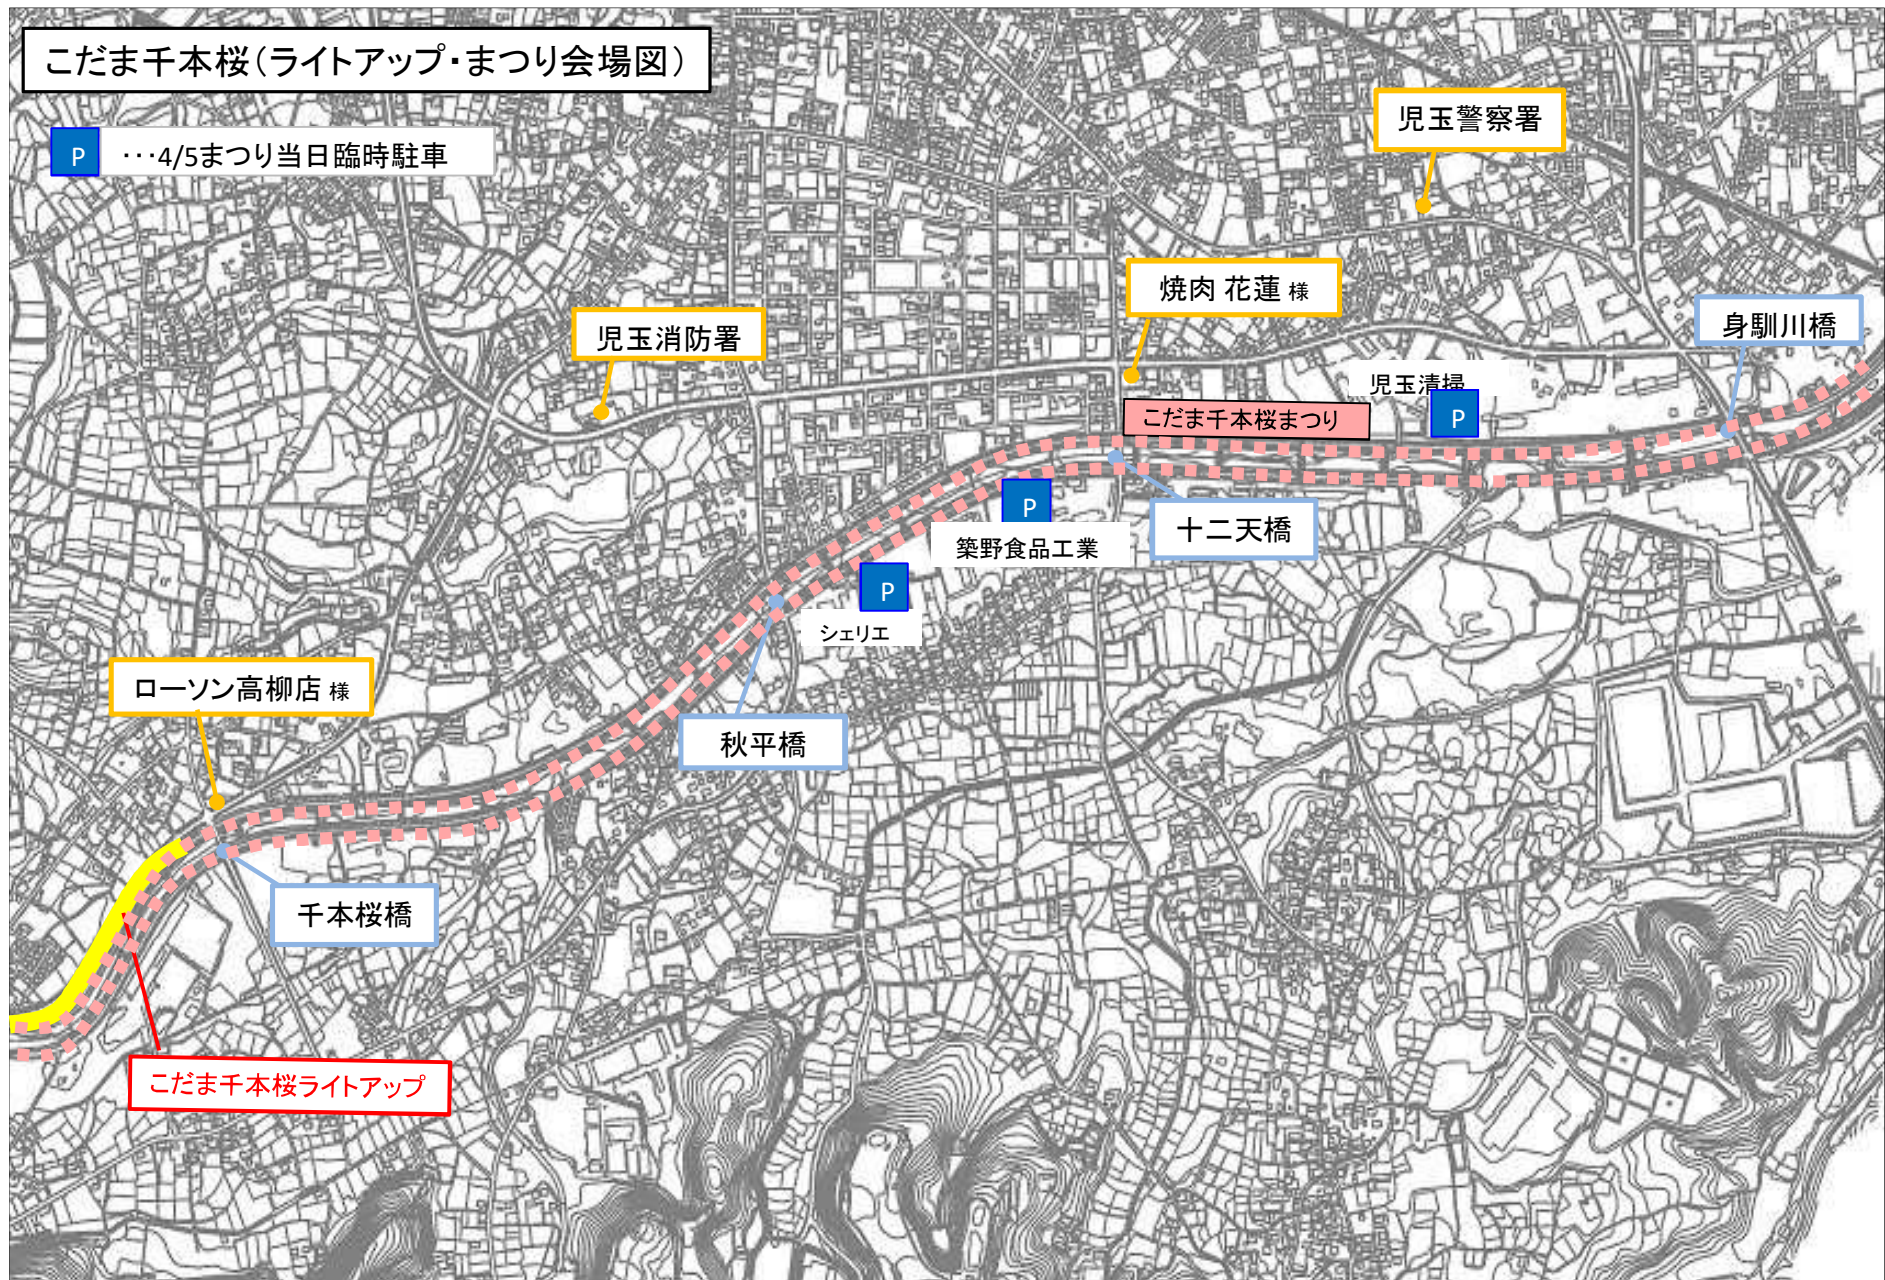 こだま千本桜(ライトアップ・まつり会場図)
P ･･･4/5まつり当日臨時駐車
児玉警察署
焼肉 花蓮 様
身馴川橋
児玉消防署
児玉清掃
P
こだま千本桜まつり
P
築野食品工業
十二天橋
P
シェリエ
ローソン高柳店 様
秋平橋
千本桜橋
こだま千本桜ライトアップ